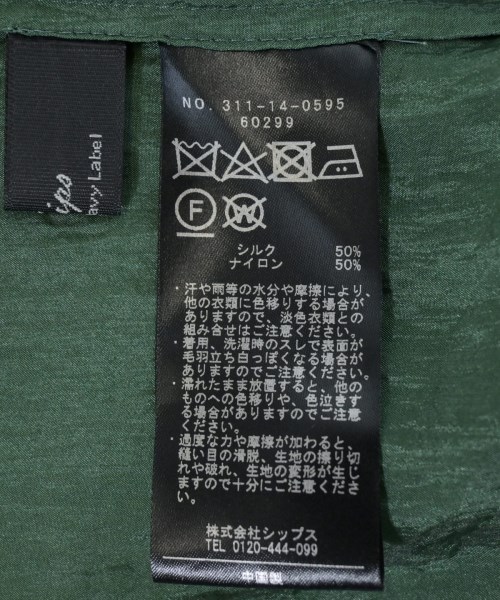 ips
avy Label
NO. 311-14-0595
60299
F
W
シルク 50%
ナイロン 50%
・汗や雨等の水分や摩擦により、
他の衣類に色移りする場合が
ありますので、淡色衣類との
組み合せはご注意ください。
・着用、洗濯時のスレで表面が
毛羽立ち白っぽくなる場合が
ありますのでご注意ください。
・濡れたまま放置すると、他の
ものへの色移りや、色泣きす
る場合がありますのでご注意
ください。
・過度な力や摩擦が加わると、
縫い目の滑脱、生地の擦り切
れや破れ、生地の変形が生じ
ますので十分にご注意くださ
い。
株式会社シップス
TEL 0120-444-099
中国製